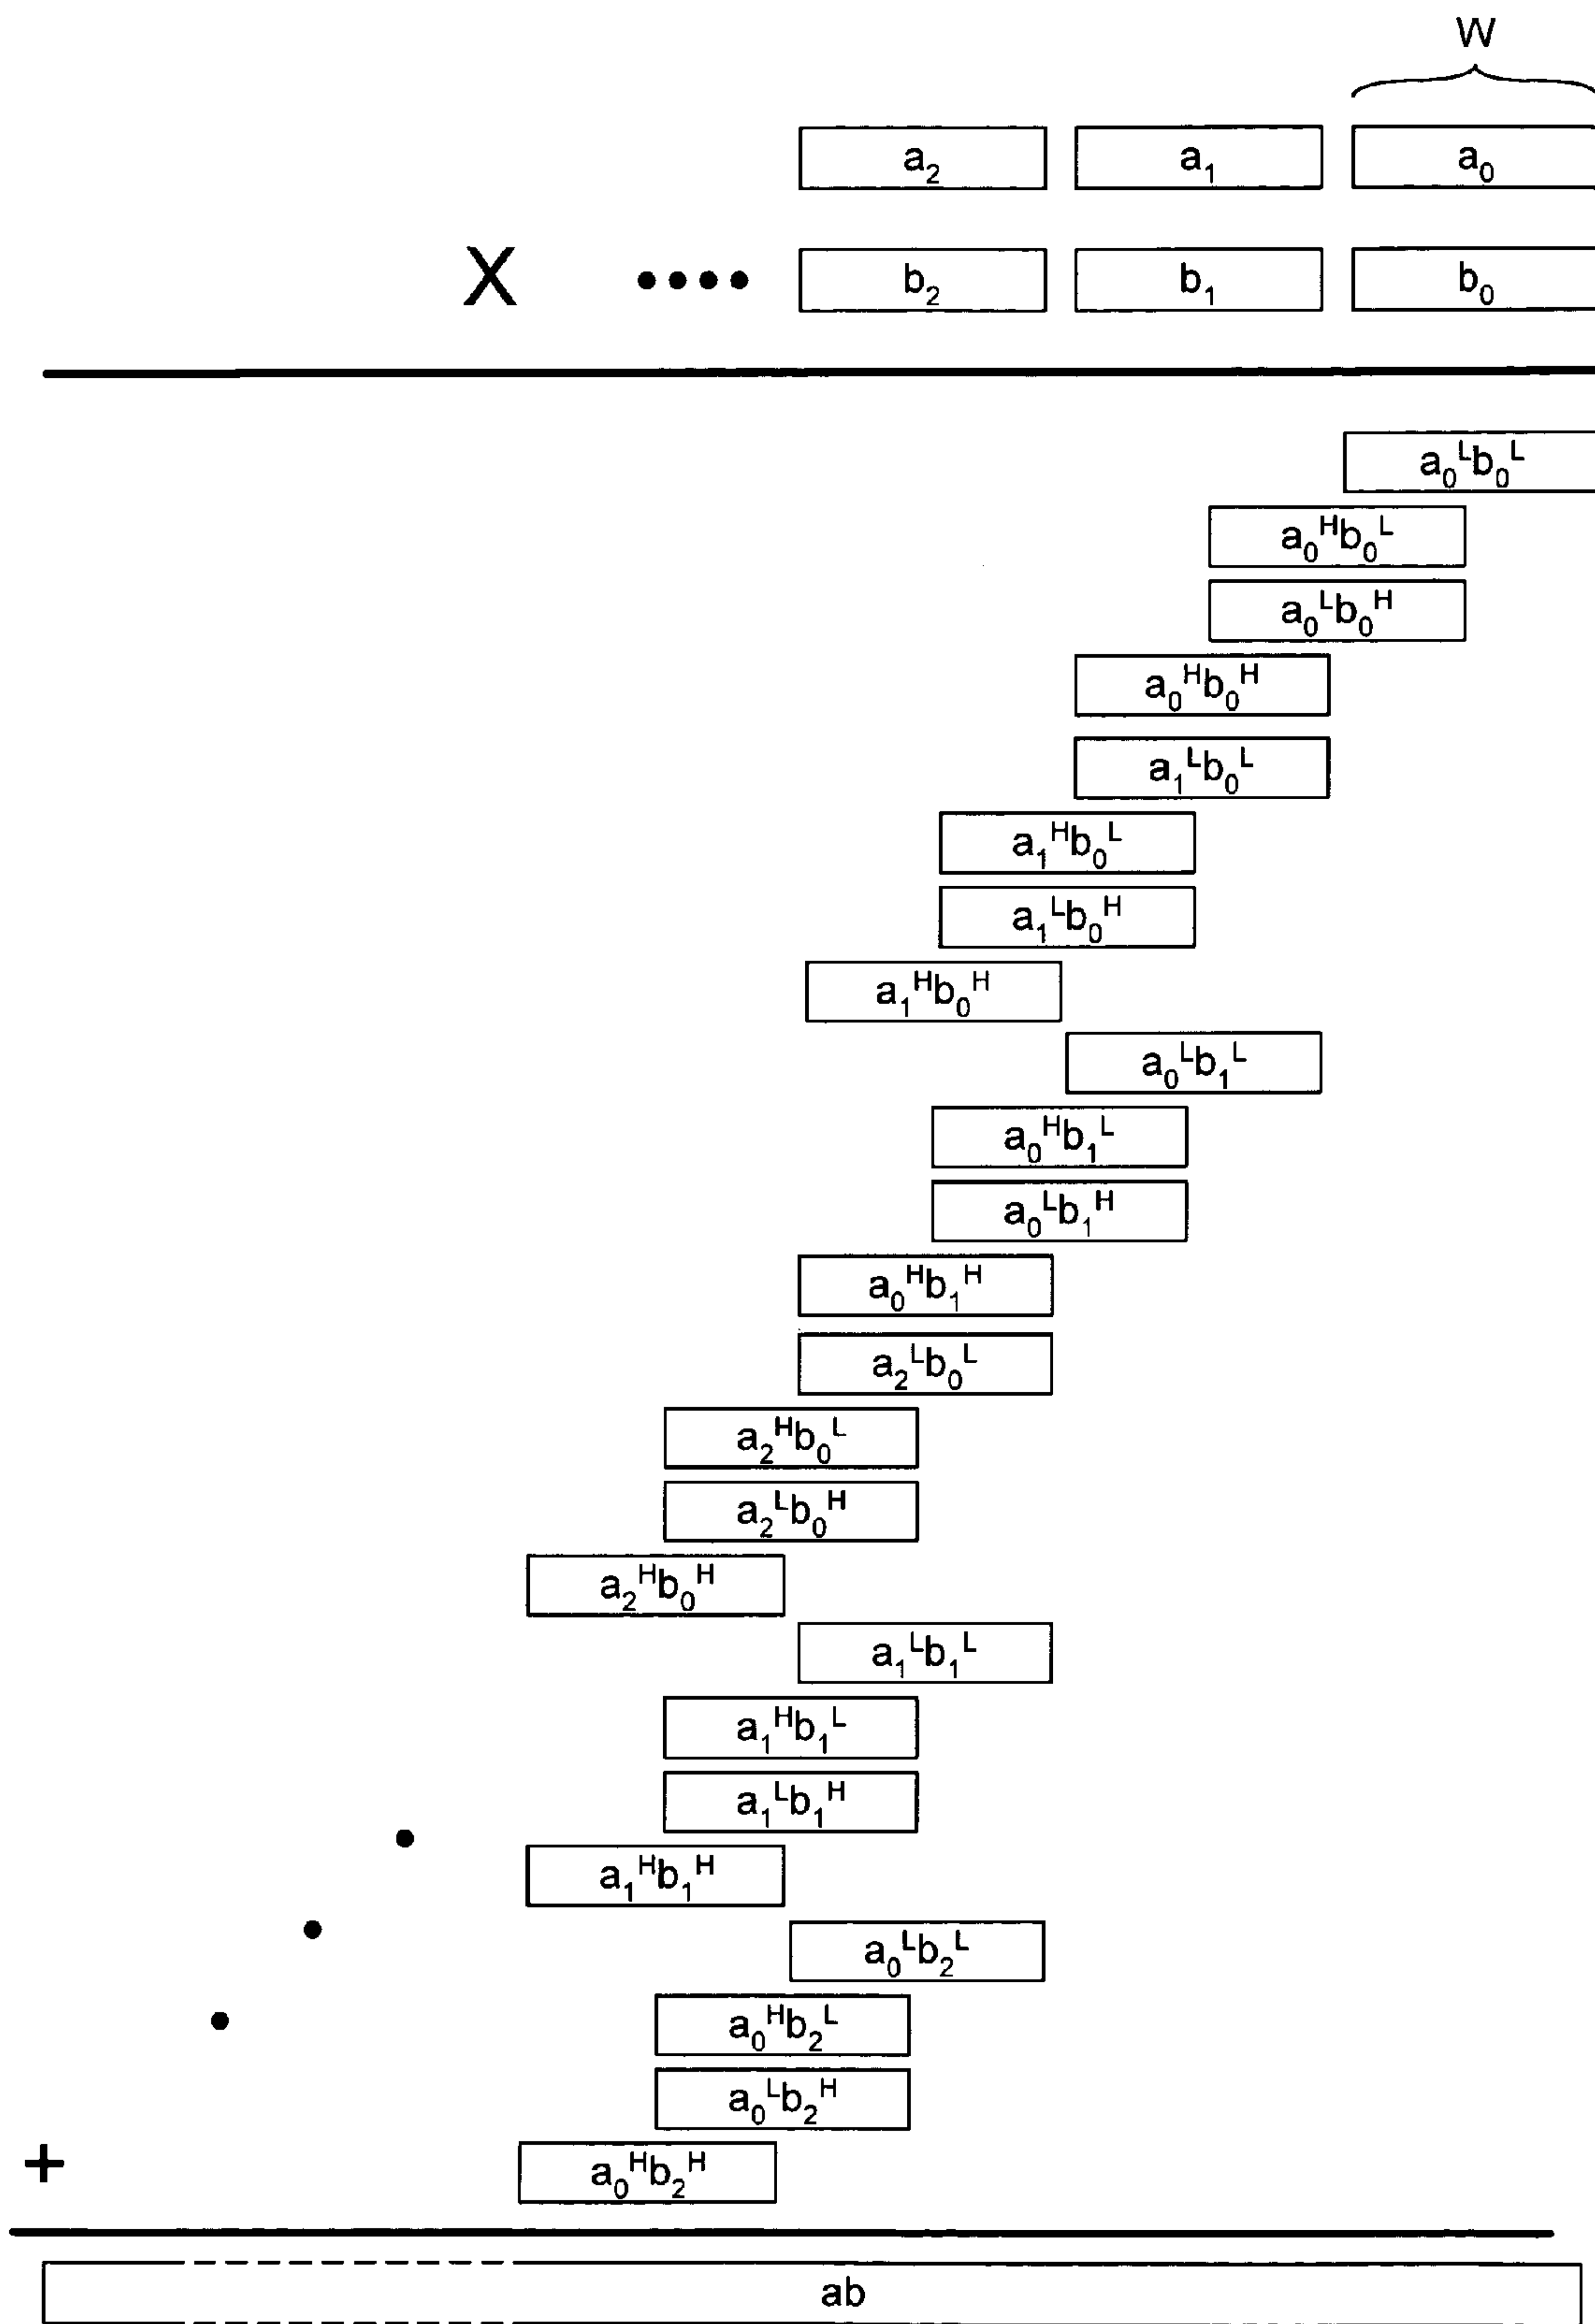 W
a₂ a₁ a₀
X •••• b₂ b₁ b₀
a₀ᴸb₀ᴸ
a₀ᴴb₀ᴸ
a₀ᴸb₀ᴴ
a₀ᴴb₀ᴴ
a₁ᴸb₀ᴸ
a₁ᴴb₀ᴸ
a₁ᴸb₀ᴴ
a₁ᴴb₀ᴴ
a₀ᴸb₁ᴸ
a₀ᴴb₁ᴸ
a₀ᴸb₁ᴴ
a₀ᴴb₁ᴴ
a₂ᴸb₀ᴸ
a₂ᴴb₀ᴸ
a₂ᴸb₀ᴴ
a₂ᴴb₀ᴴ
a₁ᴸb₁ᴸ
a₁ᴴb₁ᴸ
a₁ᴸb₁ᴴ
a₁ᴴb₁ᴴ
a₀ᴸb₂ᴸ
a₀ᴴb₂ᴸ
a₀ᴸb₂ᴴ
+ a₀ᴴb₂ᴴ
ab